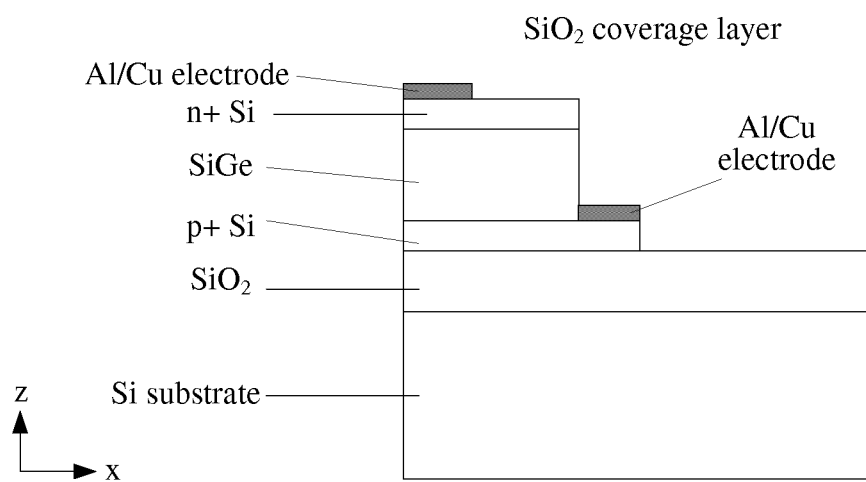 SiO₂ coverage layer
Al/Cu electrode
n+ Si
Al/Cu
electrode
SiGe
p+ Si
SiO₂
Si substrate
z
x